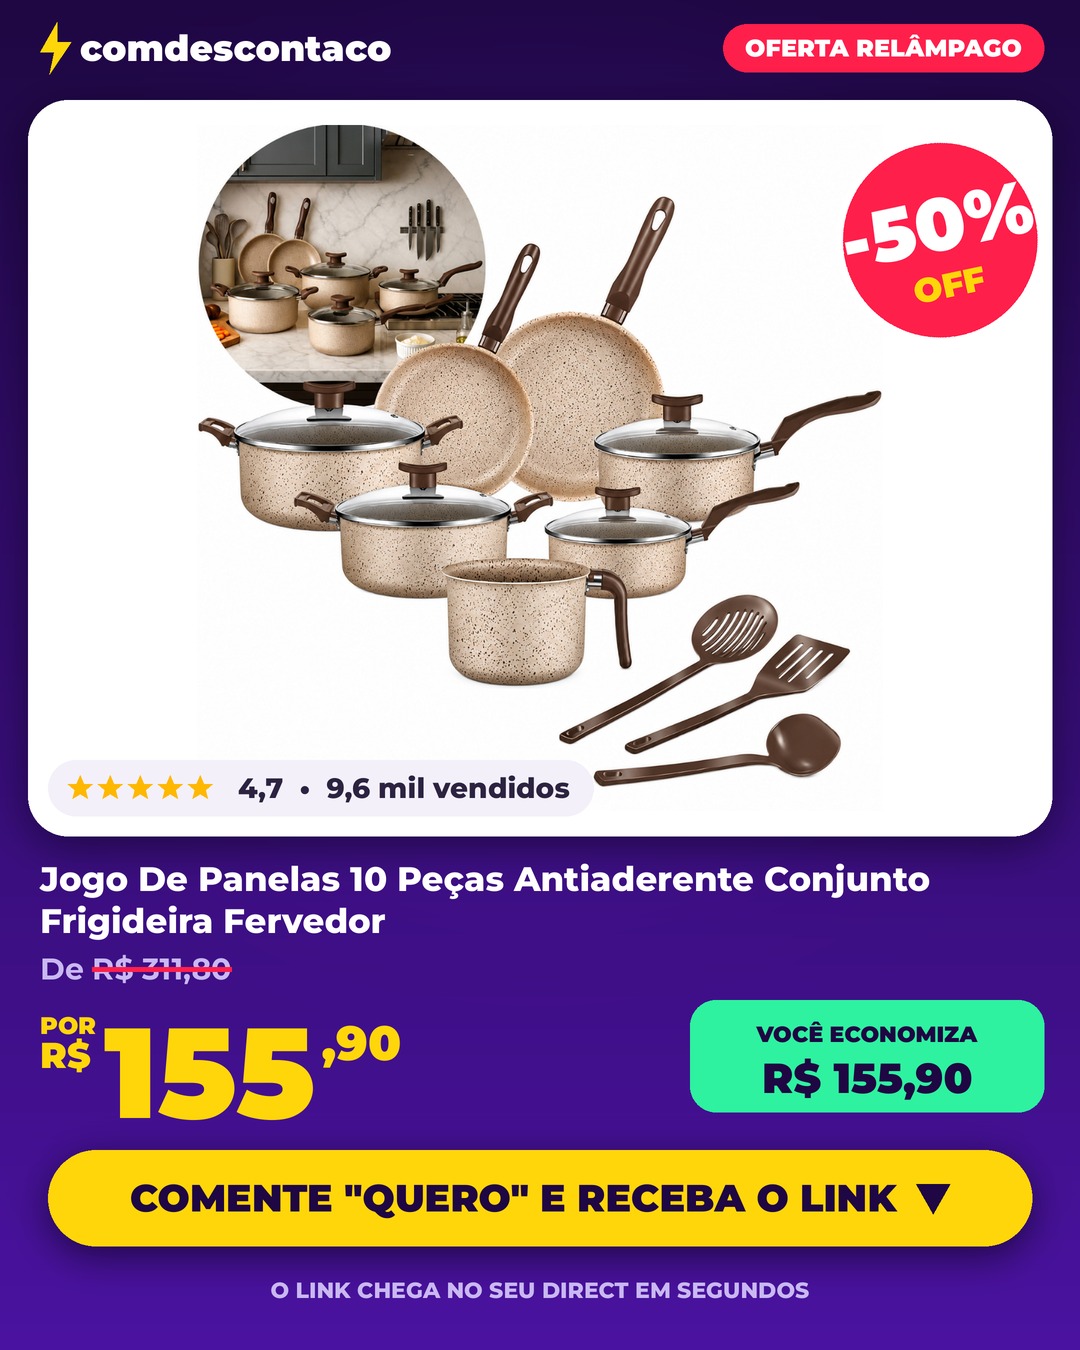 comdescontaco
OFERTA RELÂMPAGO
-50%
OFF
4,7 • 9,6 mil vendidos
Jogo De Panelas 10 Peças Antiaderente Conjunto
Frigideira Fervedor
De R$ 311,80
POR
R$ 155,90
VOCÊ ECONOMIZA
R$ 155,90
COMENTE "QUERO" E RECEBA O LINK ▼
O LINK CHEGA NO SEU DIRECT EM SEGUNDOS